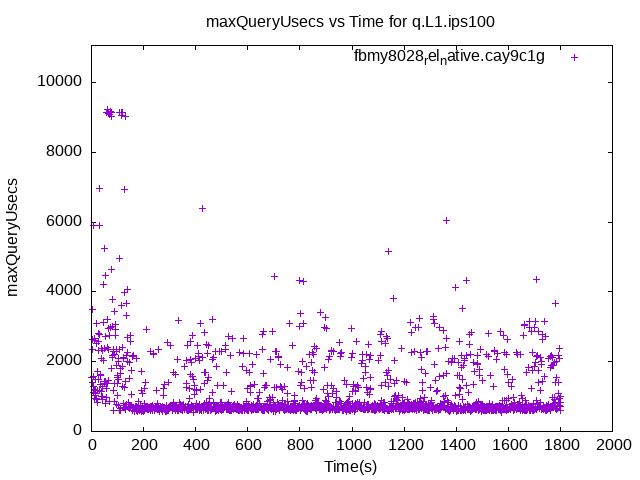 maxQueryUsecs vs Time for q.L1.ips100
fbmy8028relnative.cay9c1g
maxQueryUsecs
10000
8000
6000
4000
2000
0
0 200 400 600 800 1000 1200 1400 1600 1800 2000
Time(s)